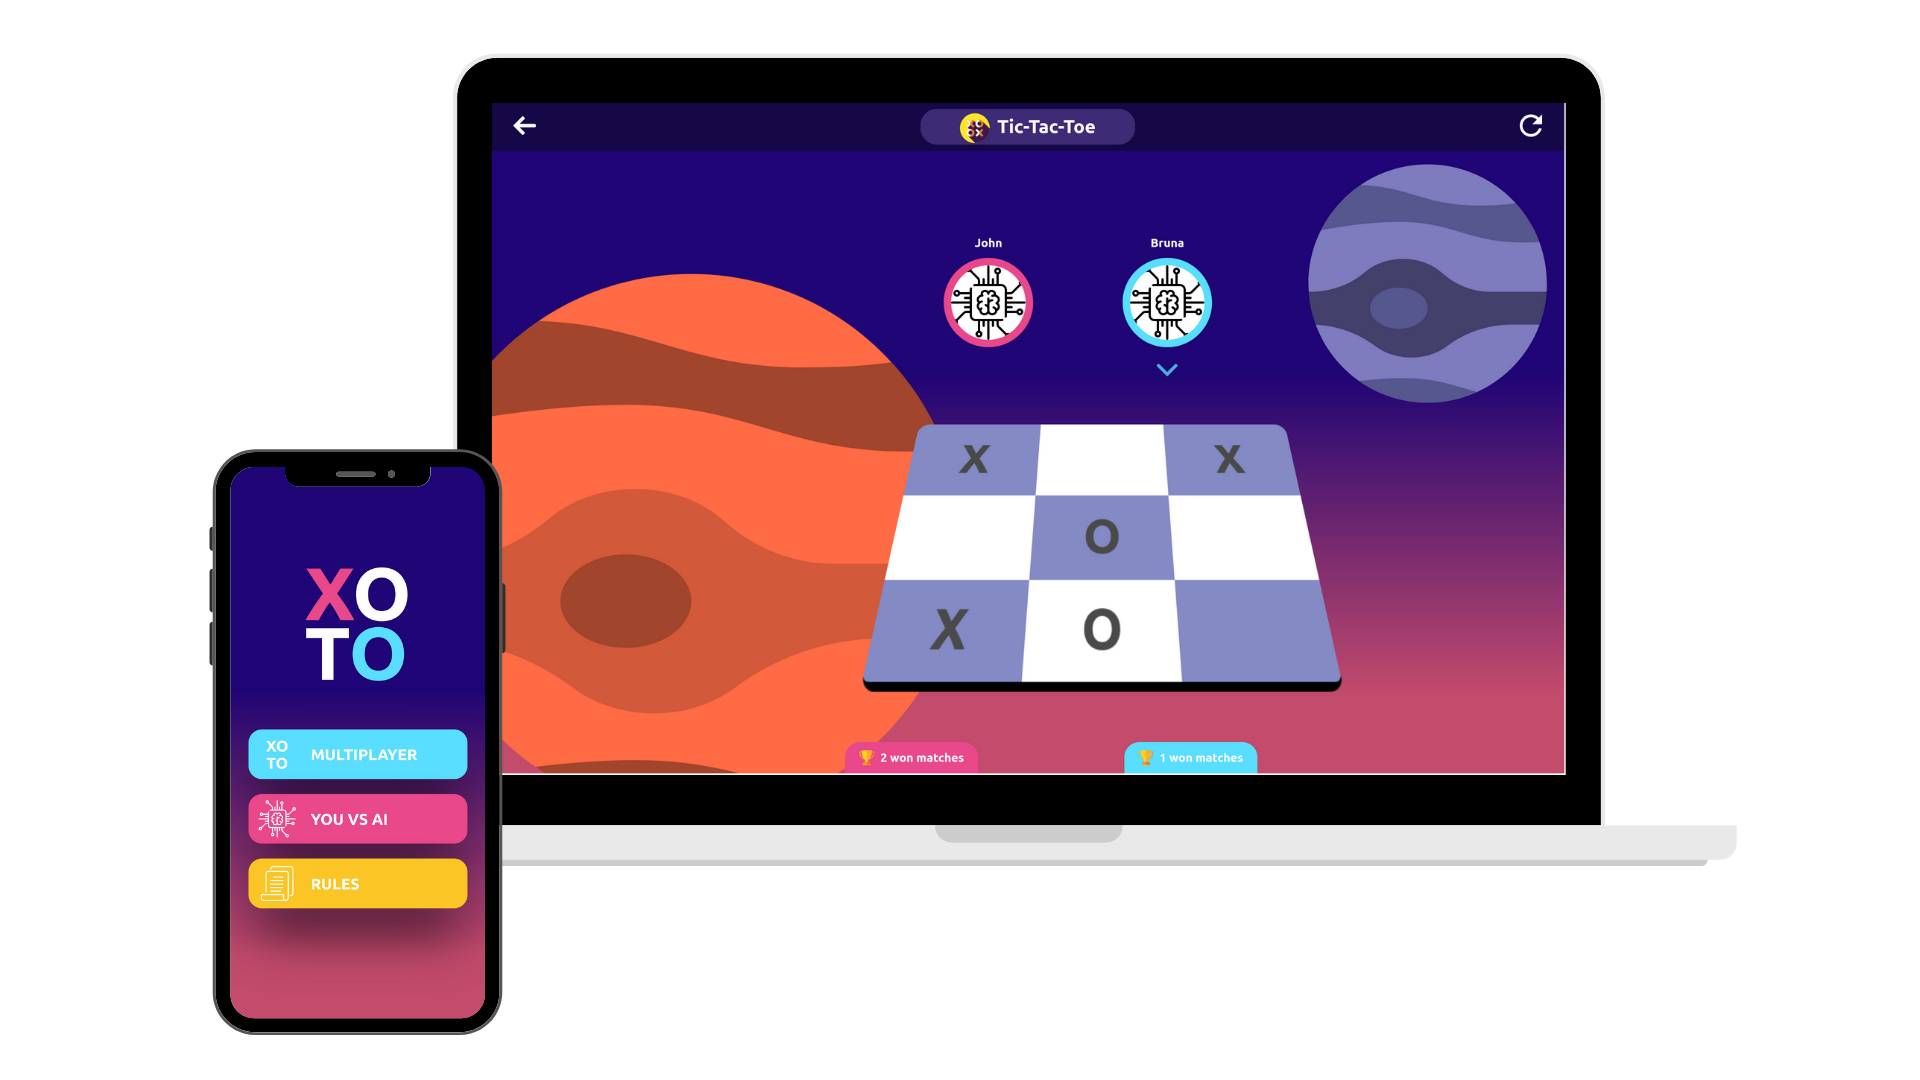 Tic-Tac-Toe
John
Bruna
X X
O
X O
2 won matches
1 won matches
XO
TO
XO
TO
MULTIPLAYER
YOU VS AI
RULES